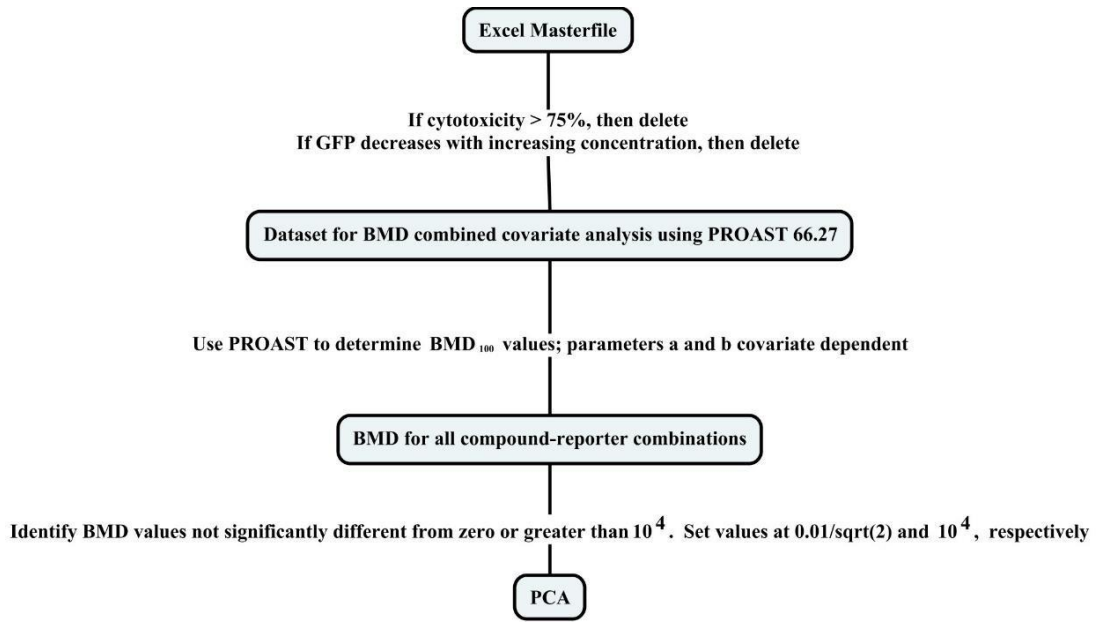 Excel Masterfile
If cytotoxicity > 75%, then delete
If GFP decreases with increasing concentration, then delete
Dataset for BMD combined covariate analysis using PROAST 66.27
Use PROAST to determine BMD₁₀₀ values; parameters a and b covariate dependent
BMD for all compound-reporter combinations
Identify BMD values not significantly different from zero or greater than 10⁴. Set values at 0.01/sqrt(2) and 10⁴, respectively
PCA